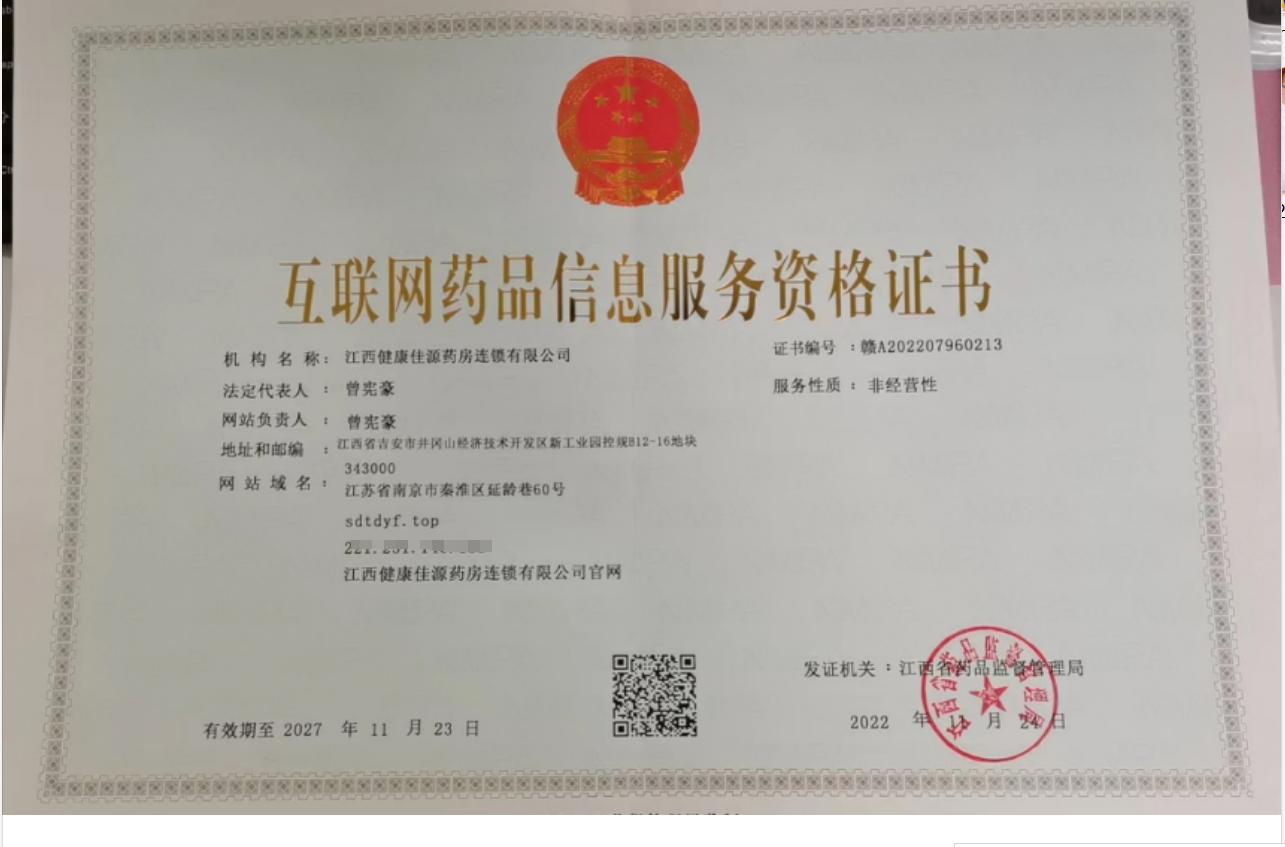 互联网药品信息服务资格证书
机构名称：江西健康佳源药房连锁有限公司
证书编号：赣A202207960213
法定代表人：曾宪豪
服务性质：非经营性
网站负责人：曾宪豪
地址和邮编：江西省吉安市井冈山经济技术开发区新工业园控规B12-16地块
343000
网站域名：江苏省南京市秦淮区延龄巷60号
sdtdyf.top
江西健康佳源药房连锁有限公司官网
发证机关：江西省药品监督管理局
有效期至 2027 年 11 月 23 日
2022 年 11 月 24 日